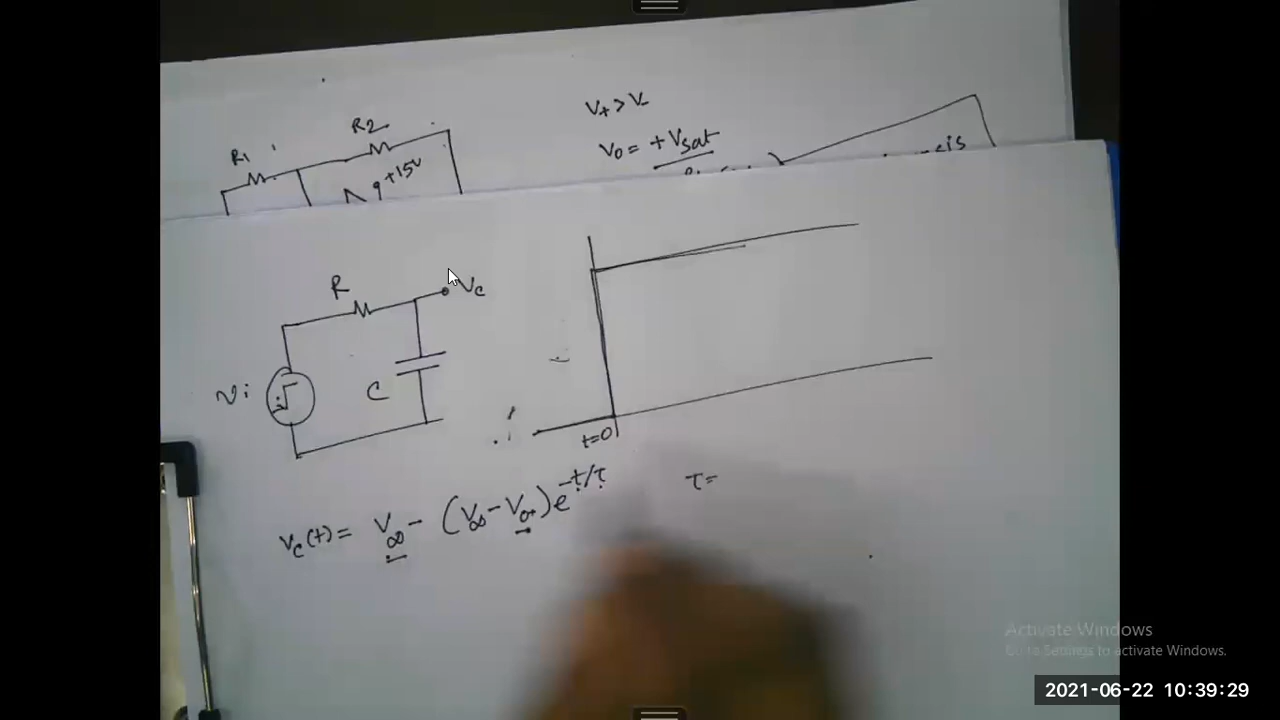 V+ > V-
R1 R2
V0 = + Vsat
+15V
R
Vc
vi
C
t=0
Vc(t) = V∞ - (V∞ - V0+) e^-t/τ
τ=
Activate Windows
Go to Settings to activate Windows.
2021-06-22 10:39:29